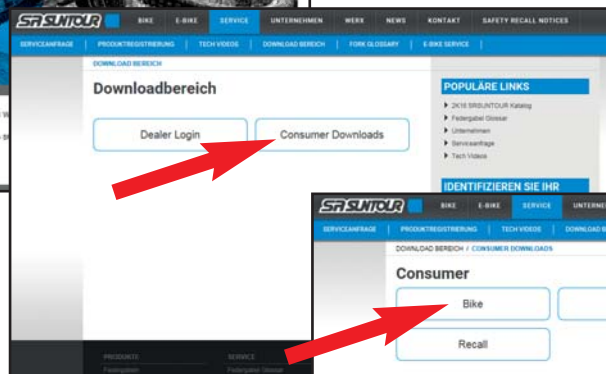 SR SUNTOUR
BIKE E-BIKE SERVICE UNTERNEHMEN WERX NEWS KONTAKT SAFETY RECALL NOTICES
SERVICEANFRAGE | PRODUKTREGISTRIERUNG | TECH VIDEOS | DOWNLOAD BEREICH | FORK GLOSSARY | E-BIKE SERVICE |
DOWNLOAD BEREICH
Downloadbereich
Dealer Login
Consumer Downloads
POPULÄRE LINKS
2K18 SRSUNTOUR Katalog
Federgabel Glossar
Unternehmen
Serviceanfrage
Tech Videos
IDENTIFIZIEREN SIE IHR
PRODUKTE
SERVICE
Federgabel Glossar
SR SUNTOUR
BIKE E-BIKE SERVICE
SERVICEANFRAGE | PRODUKTREGISTRIERUNG | TECH VIDEOS
DOWNLOAD BEREICH / CONSUMER DOWNLOADS
Consumer
Bike
Recall